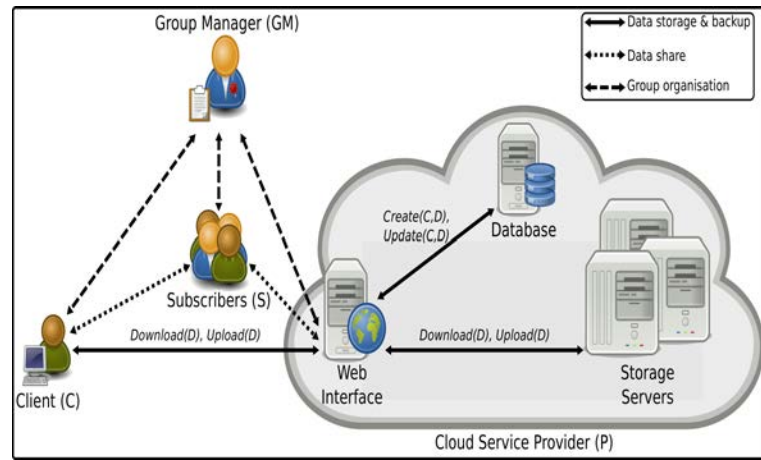 Group Manager (GM)
Data storage & backup
Data share
Group organisation
Create(C,D),
Update(C,D)
Database
Subscribers (S)
Download(D), Upload(D)
Download(D), Upload(D)
Client (C)
Web
Interface
Storage
Servers
Cloud Service Provider (P)